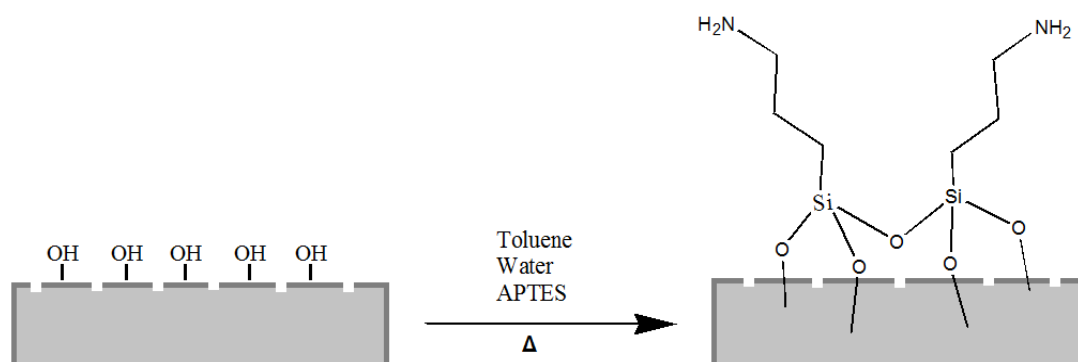 H₂N
NH₂
Si
Si
O
O
O
O
O
OH OH OH OH OH
Toluene
Water
APTES
Δ